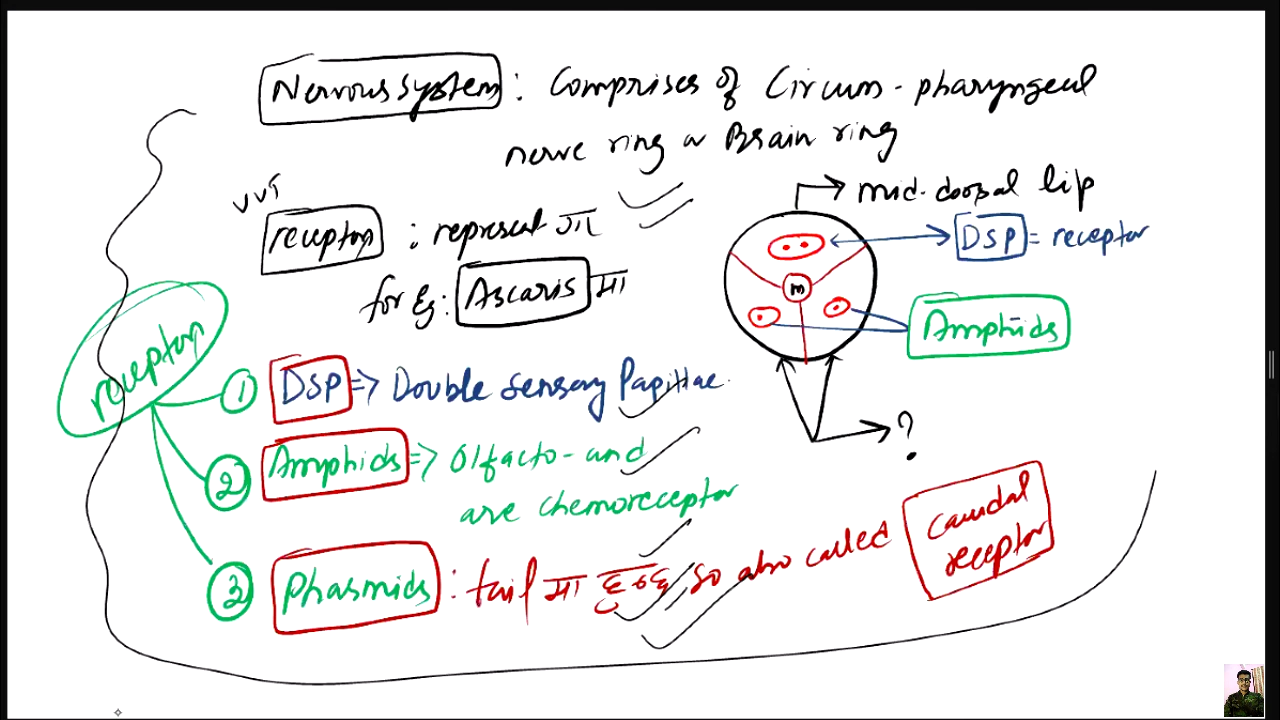 Nervous System : Comprises of Circum-pharyngeal
nerve ring or Brain ring
VVI
receptor : represent गर्ने
for Eg: Ascaris मा
mid-dorsal lip
DSP = receptor
m
Amphids
?
receptor
① DSP => Double Sensory Papillae.
② Amphids => Olfacto- and
are chemoreceptor
③ Phasmids : tail मा हुन्छ, so also called caudal
receptor